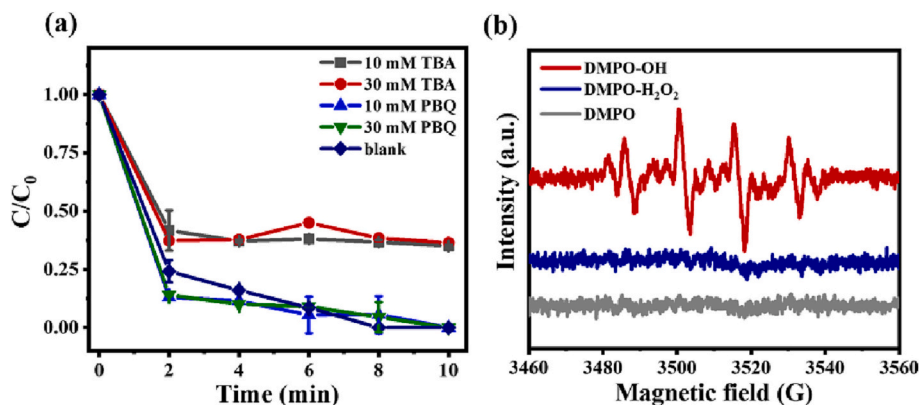 (a)
10 mM TBA
30 mM TBA
10 mM PBQ
30 mM PBQ
blank
C/C₀
1.00
0.75
0.50
0.25
0.00
0 2 4 6 8 10
Time (min)
(b)
DMPO-OH
DMPO-H₂O₂
DMPO
Intensity (a.u.)
3460 3480 3500 3520 3540 3560
Magnetic field (G)